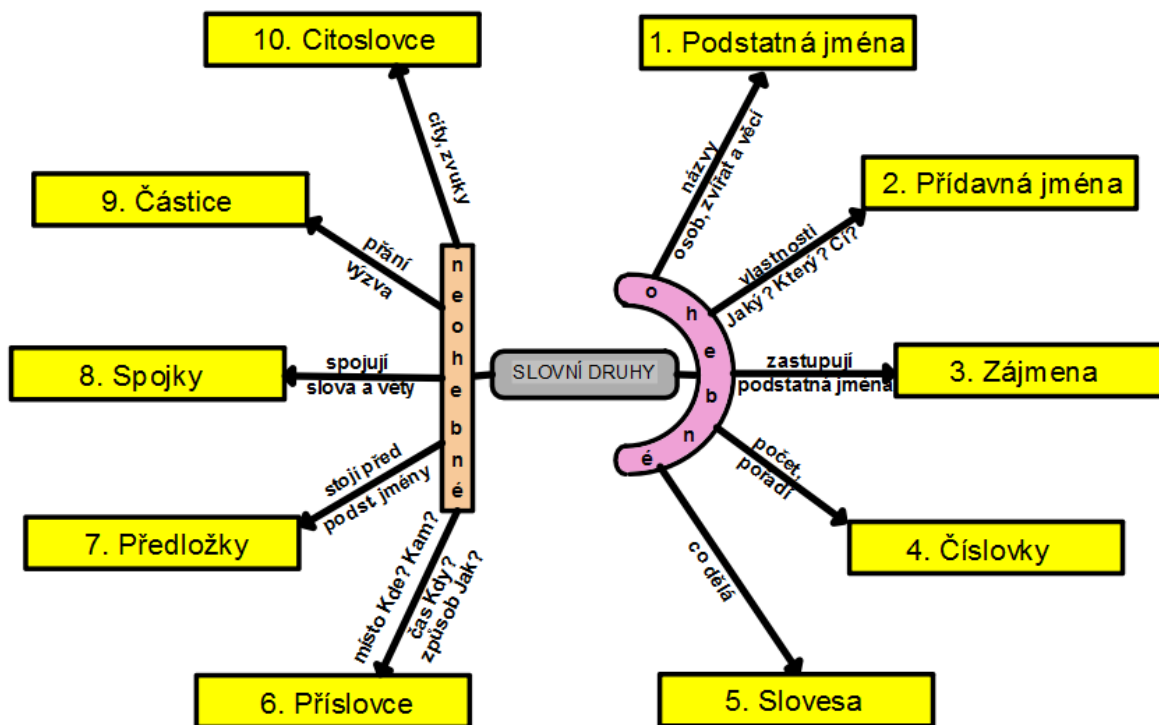 10. Citoslovce
1. Podstatná jména
city, zvuky
názvy
osob, zvířat a věcí
9. Částice
2. Přídavná jména
přání
výzva
vlastnosti
Jaký? Který? Čí?
neohebné
ohebné
SLOVNÍ DRUHY
8. Spojky
spojují
slova a věty
zastupují
podstatná jména
3. Zájmena
stojí před
podst. jmény
počet,
pořadí
7. Předložky
4. Číslovky
místo Kde? Kam?
čas Kdy?
způsob Jak?
co dělá
6. Příslovce
5. Slovesa